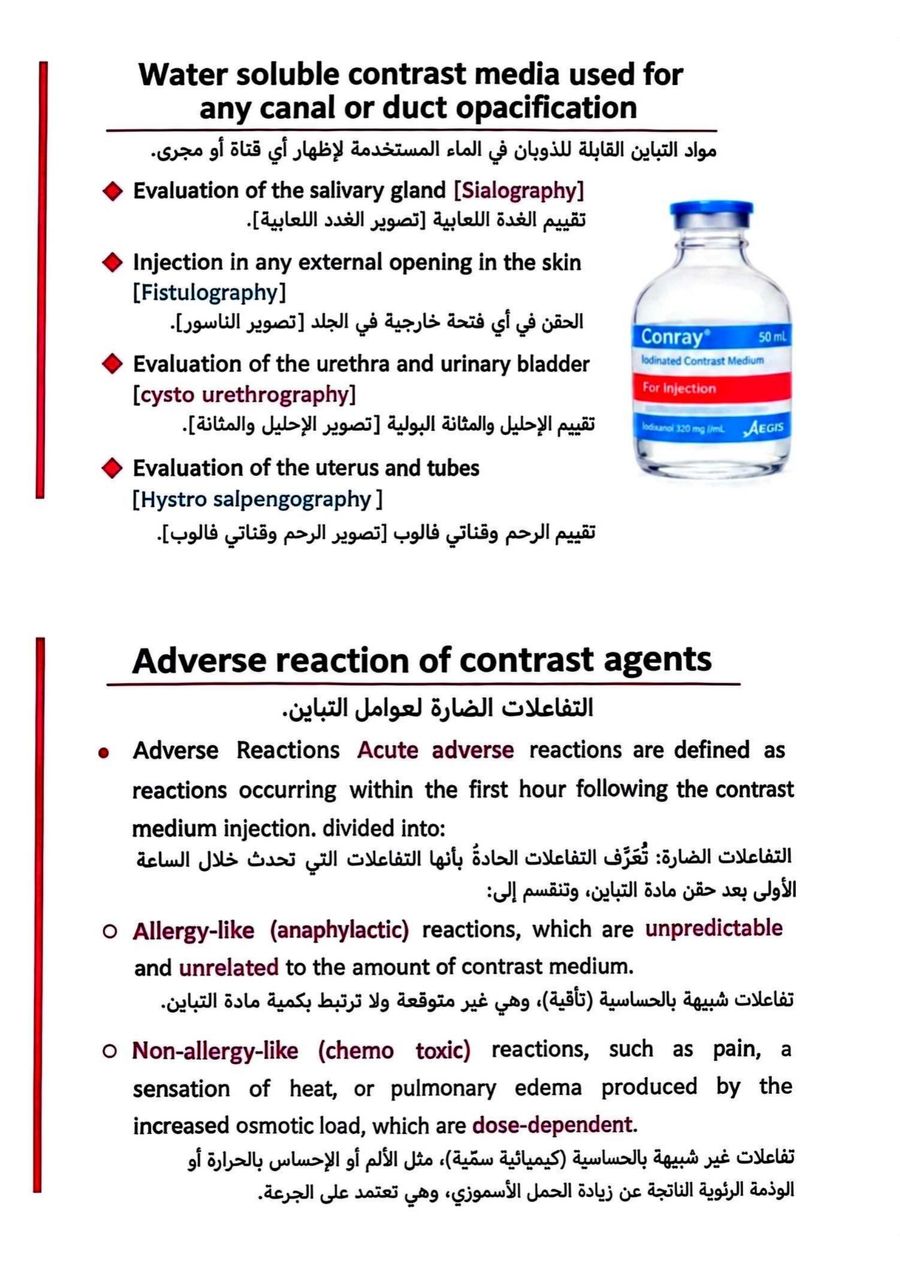 Water soluble contrast media used for
any canal or duct opacification
مواد التباين القابلة للذوبان في الماء المستخدمة لإظهار أي قتاة أو مجرى.
Evaluation of the salivary gland [Sialography]
تقييم الغدة اللعابية [تصوير الغدد اللعابية].
Injection in any external opening in the skin
[Fistulography]
الحقن في أي فتحة خارجية في الجلد [تصوير الناسور].
Evaluation of the urethra and urinary bladder
[cysto urethrography]
تقييم الإحليل والمثانة البولية [تصوير الإحليل والمثانة].
Evaluation of the uterus and tubes
[Hystro salpengography ]
تقييم الرحم وقناتي فالوب [تصوير الرحم وقناتي فالوب].
Conray® 50 mL
Iodinated Contrast Medium
For Injection
Iodixanol 320 mg I/mL AEGIS
Adverse reaction of contrast agents
التفاعلات الضارة لعوامل التباين.
Adverse Reactions Acute adverse reactions are defined as
reactions occurring within the first hour following the contrast
medium injection. divided into:
التفاعلات الضارة: تُعَرَّف التفاعلات الحادةُ بأنها التفاعلات التي تحدث خلال الساعة
الأولى بعد حقن مادة التباين، وتنقسم إلى:
Allergy-like (anaphylactic) reactions, which are unpredictable
and unrelated to the amount of contrast medium.
تفاعلات شبيهة بالحساسية (تأقية)، وهي غير متوقعة ولا ترتبط بكمية مادة التباين.
Non-allergy-like (chemo toxic) reactions, such as pain, a
sensation of heat, or pulmonary edema produced by the
increased osmotic load, which are dose-dependent.
تفاعلات غير شبيهة بالحساسية (كيميائية سمّية)، مثل الألم أو الإحساس بالحرارة أو
الوذمة الرئوية الناتجة عن زيادة الحمل الأسموزي، وهي تعتمد على الجرعة.